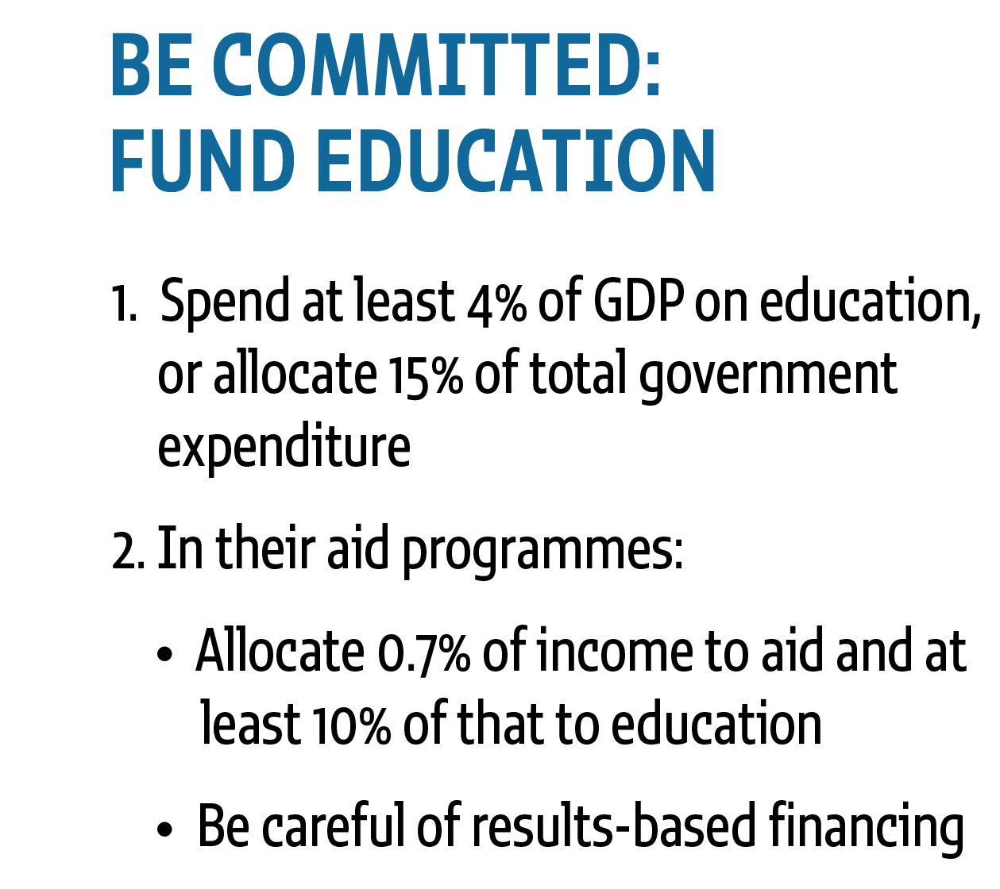 BE COMMITTED:
FUND EDUCATION
1. Spend at least 4% of GDP on education,
or allocate 15% of total government
expenditure
2. In their aid programmes:
• Allocate 0.7% of income to aid and at
least 10% of that to education
• Be careful of results-based financing